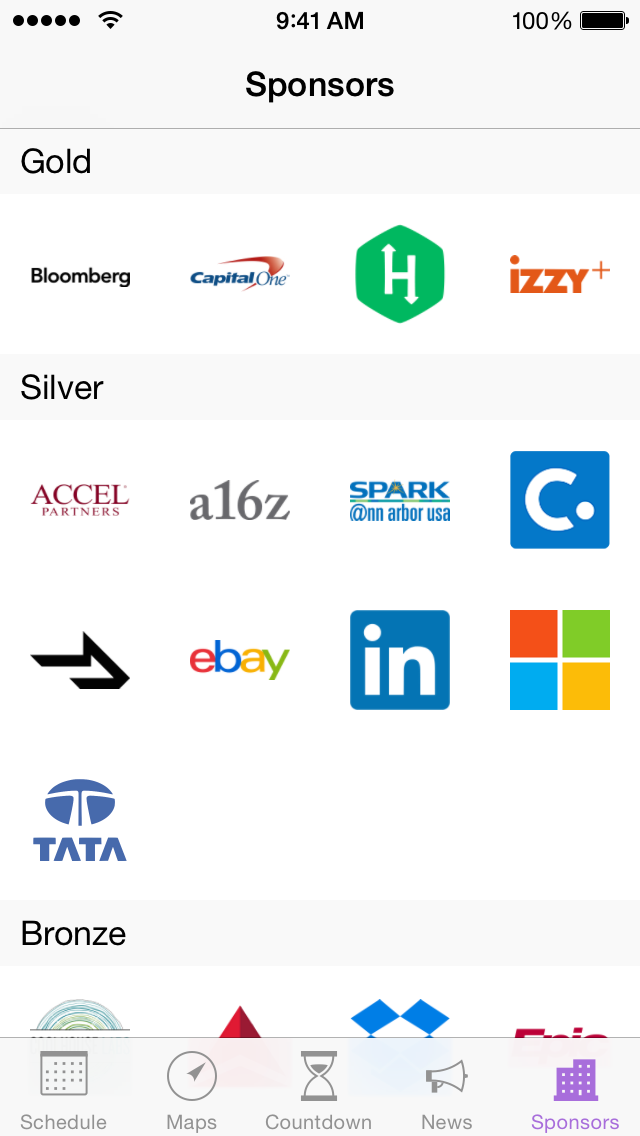 9:41 AM 100%
Sponsors
Gold
Bloomberg
Capital One
H
izzy+
Silver
ACCEL
PARTNERS
a16z
SPARK
@nn arbor usa
C.
ebay
in
TATA
Bronze
Epic
Schedule Maps Countdown News Sponsors